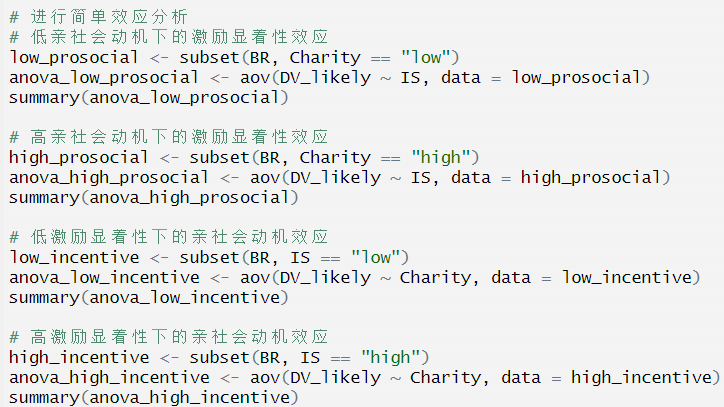 # 进行简单效应分析
# 低亲社会动机下的激励显着性效应
low_prosocial <- subset(BR, Charity == "low")
anova_low_prosocial <- aov(DV_likely ~ IS, data = low_prosocial)
summary(anova_low_prosocial)
# 高亲社会动机下的激励显着性效应
high_prosocial <- subset(BR, Charity == "high")
anova_high_prosocial <- aov(DV_likely ~ IS, data = high_prosocial)
summary(anova_high_prosocial)
# 低激励显着性下的亲社会动机效应
low_incentive <- subset(BR, IS == "low")
anova_low_incentive <- aov(DV_likely ~ Charity, data = low_incentive)
summary(anova_low_incentive)
# 高激励显着性下的亲社会动机效应
high_incentive <- subset(BR, IS == "high")
anova_high_incentive <- aov(DV_likely ~ Charity, data = high_incentive)
summary(anova_high_incentive)